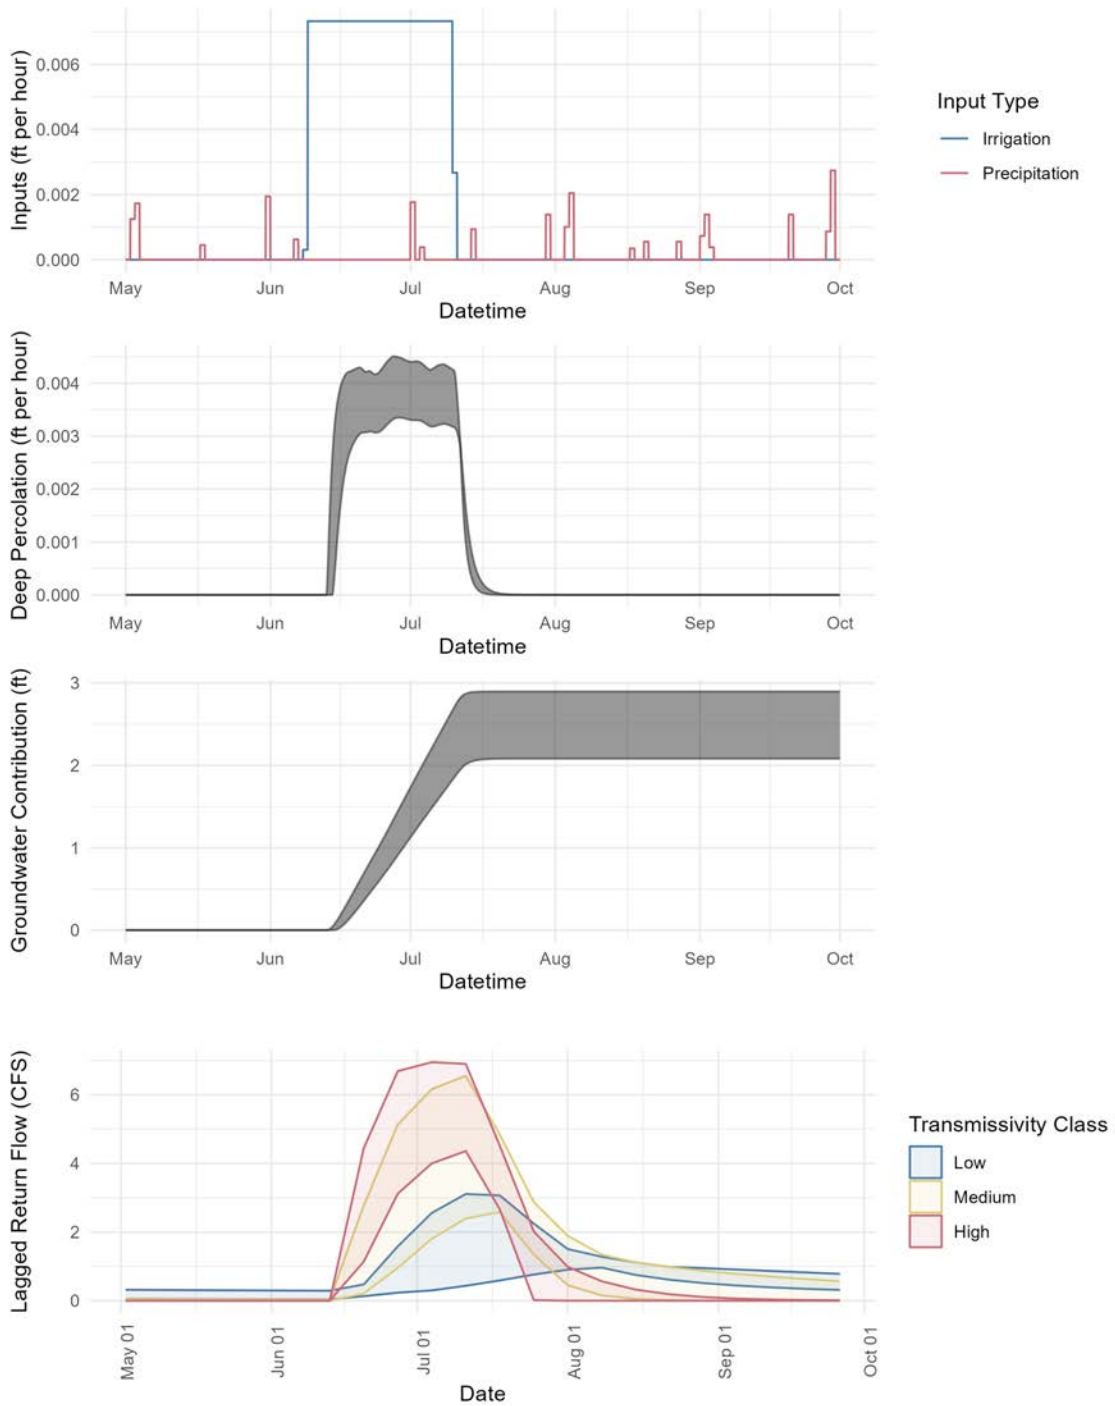 Inputs (ft per hour)
0.006
0.004
0.002
0.000
May
Jun
Jul
Aug
Sep
Oct
Datetime
Input Type
Irrigation
Precipitation
Deep Percolation (ft per hour)
0.004
0.003
0.002
0.001
0.000
May
Jun
Jul
Aug
Sep
Oct
Datetime
Groundwater Contribution (ft)
3
2
1
0
May
Jun
Jul
Aug
Sep
Oct
Datetime
Lagged Return Flow (CFS)
6
4
2
0
May 01
Jun 01
Jul 01
Aug 01
Sep 01
Oct 01
Date
Transmissivity Class
Low
Medium
High